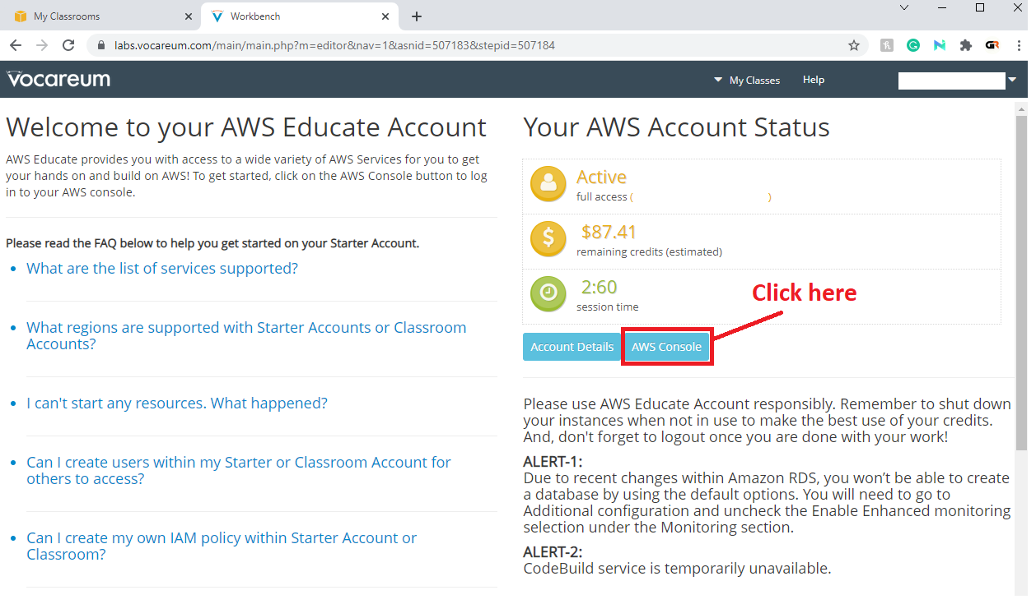 My Classrooms
Workbench
labs.vocareum.com/main/main.php?m=editor&nav=1&asnid=507183&stepid=507184
vocareum
My Classes
Help
Welcome to your AWS Educate Account
AWS Educate provides you with access to a wide variety of AWS Services for you to get
your hands on and build on AWS! To get started, click on the AWS Console button to log
in to your AWS console.
Please read the FAQ below to help you get started on your Starter Account.
• What are the list of services supported?
• What regions are supported with Starter Accounts or Classroom
Accounts?
• I can't start any resources. What happened?
• Can I create users within my Starter or Classroom Account for
others to access?
• Can I create my own IAM policy within Starter Account or
Classroom?
Your AWS Account Status
Active
full access ( )
$
$87.41
remaining credits (estimated)
2:60
session time
Click here
Account Details
AWS Console
Please use AWS Educate Account responsibly. Remember to shut down
your instances when not in use to make the best use of your credits.
And, don't forget to logout once you are done with your work!
ALERT-1:
Due to recent changes within Amazon RDS, you won't be able to create
a database by using the default options. You will need to go to
Additional configuration and uncheck the Enable Enhanced monitoring
selection under the Monitoring section.
ALERT-2:
CodeBuild service is temporarily unavailable.